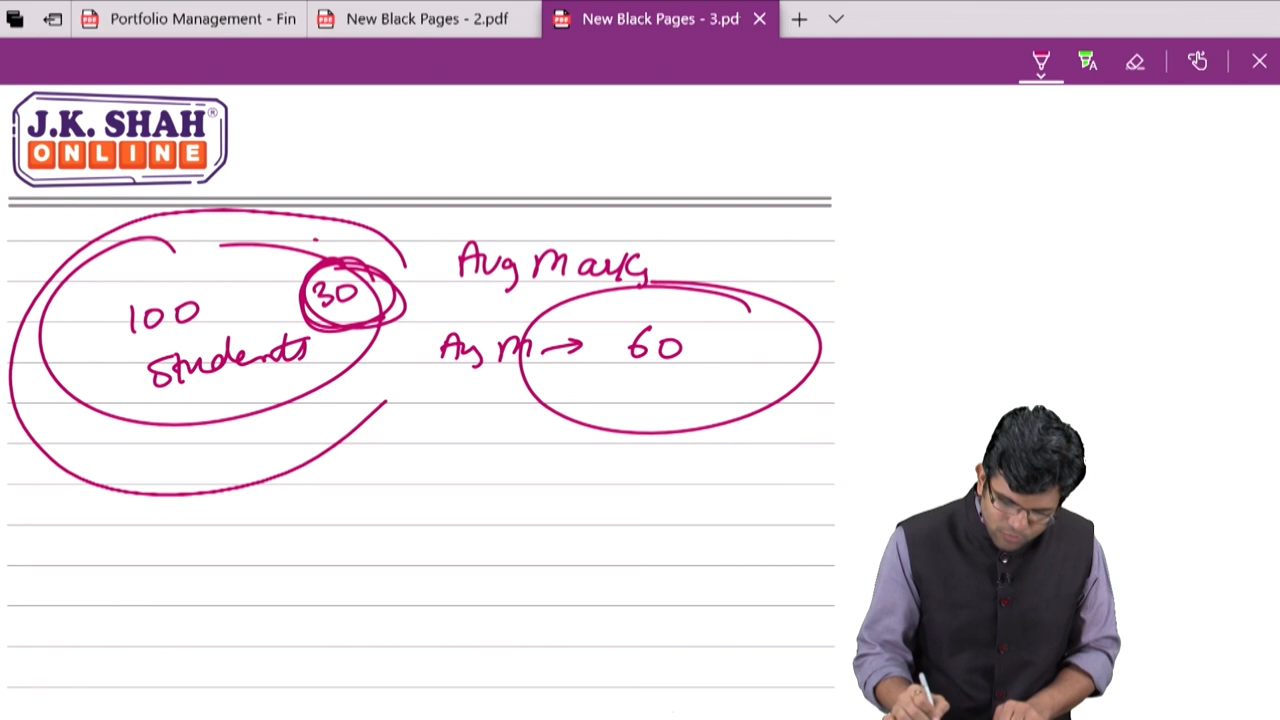 Portfolio Management - Fin
New Black Pages - 2.pdf
New Black Pages - 3.pd
J.K. SHAH
ONLINE
Avg Marks
30
100
Students
Avg M → 60